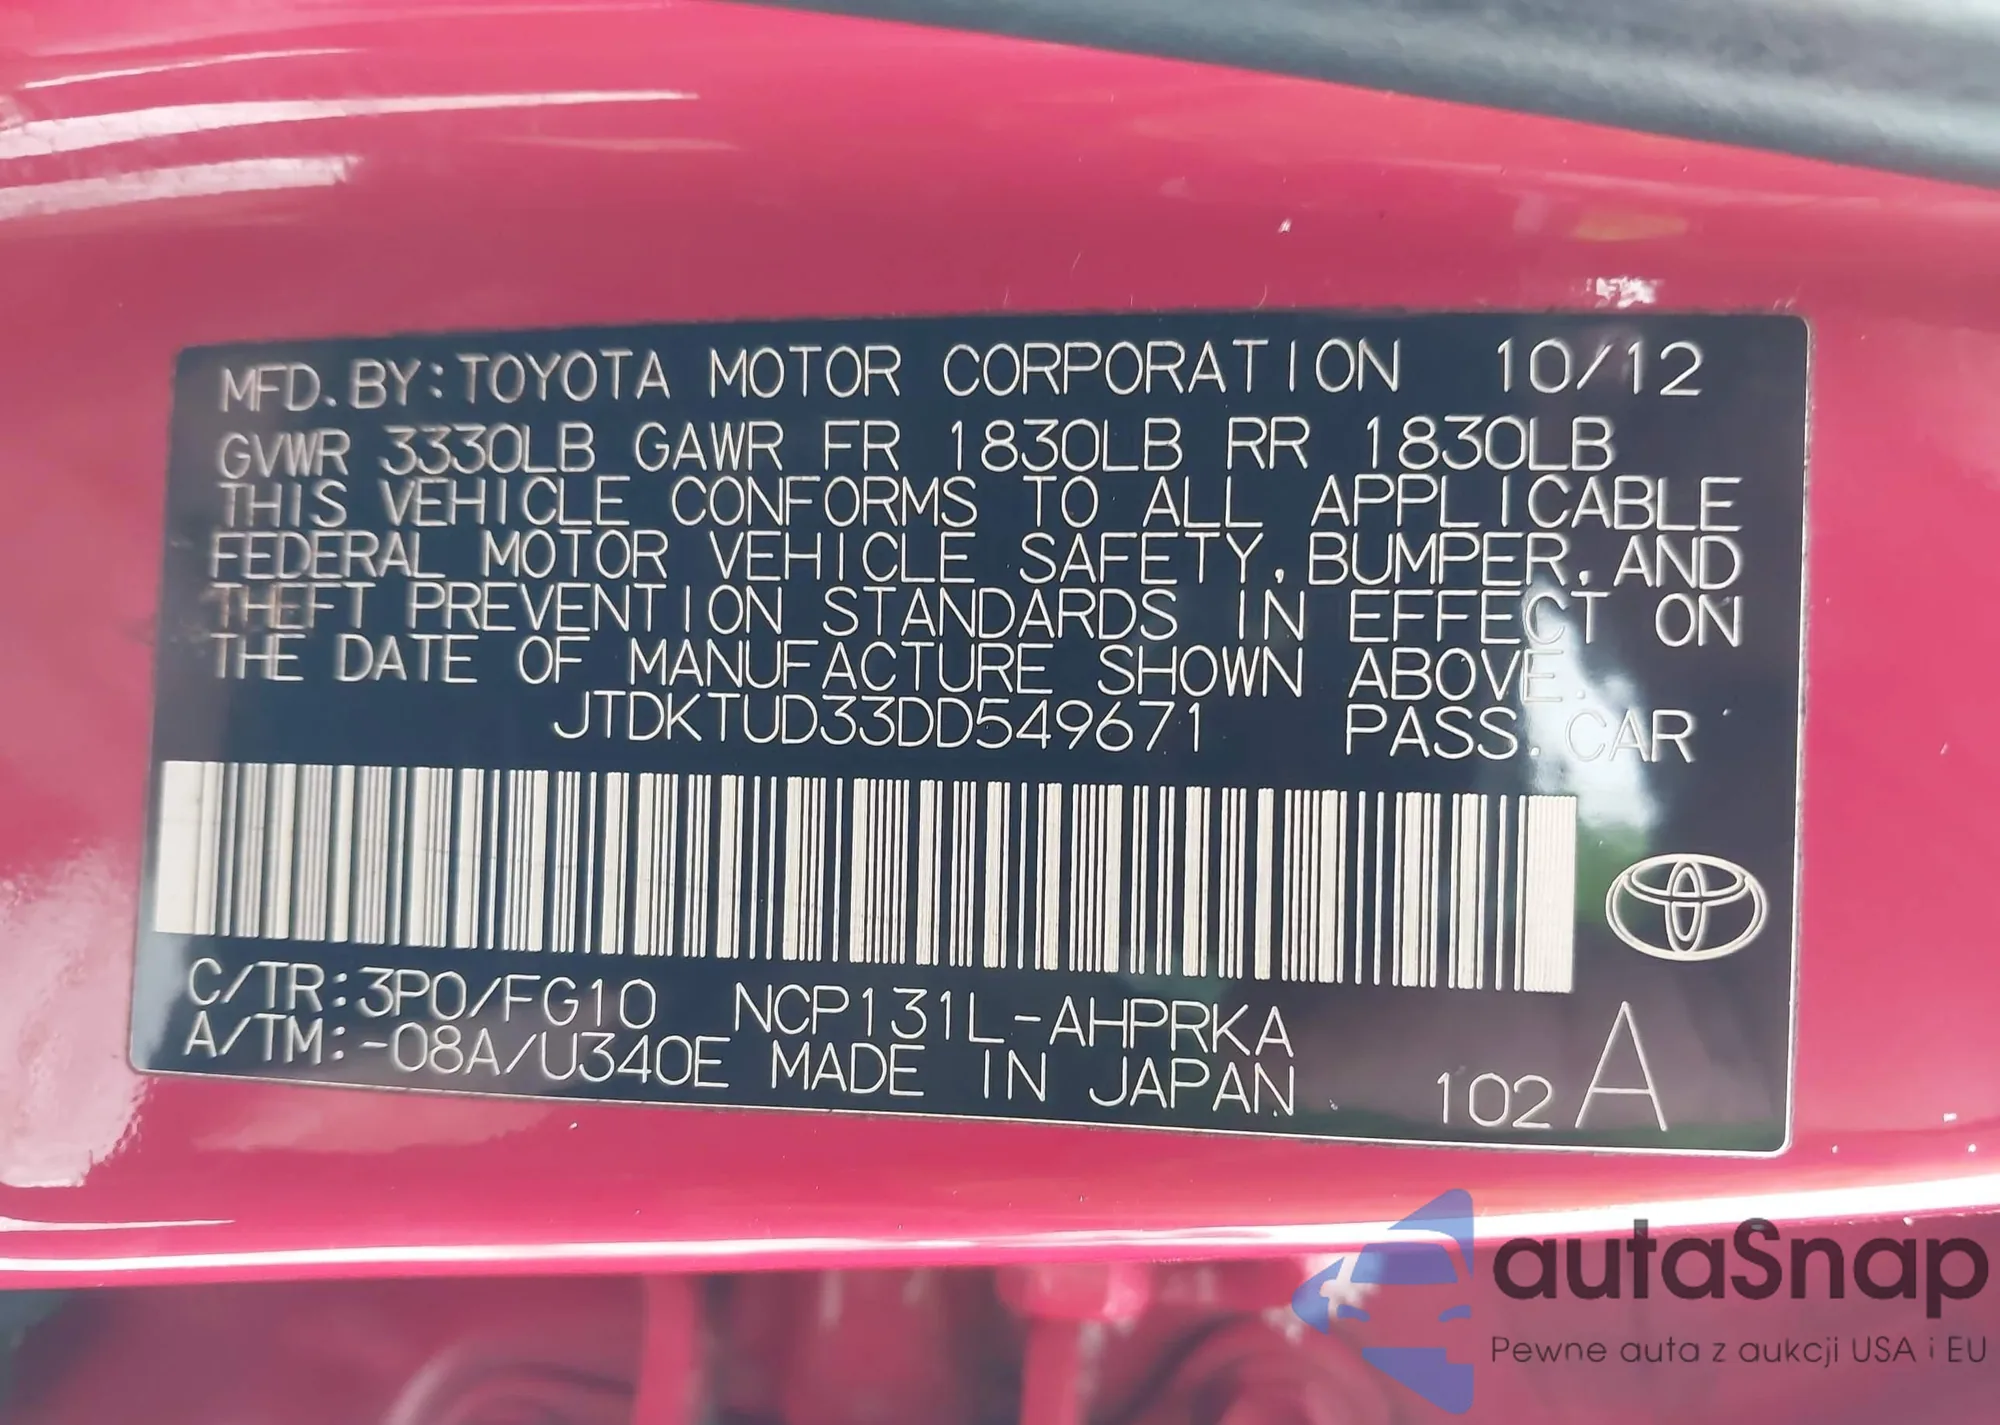 MFD. BY: TOYOTA MOTOR CORPORATION 10/12
GVWR 3330LB GAWR FR 1830LB RR 1830LB
THIS VEHICLE CONFORMS TO ALL APPLICABLE
FEDERAL MOTOR VEHICLE SAFETY, BUMPER, AND
THEFT PREVENTION STANDARDS IN EFFECT ON
THE DATE OF MANUFACTURE SHOWN ABOVE.
JTDKTUD33DD549671 PASS. CAR
C/TR: 3P0/FG10 NCP131L-AHPRKA
A/TM: -08A/U340E MADE IN JAPAN 102 A
autaSnap
Pewne auta z aukcji USA i EU